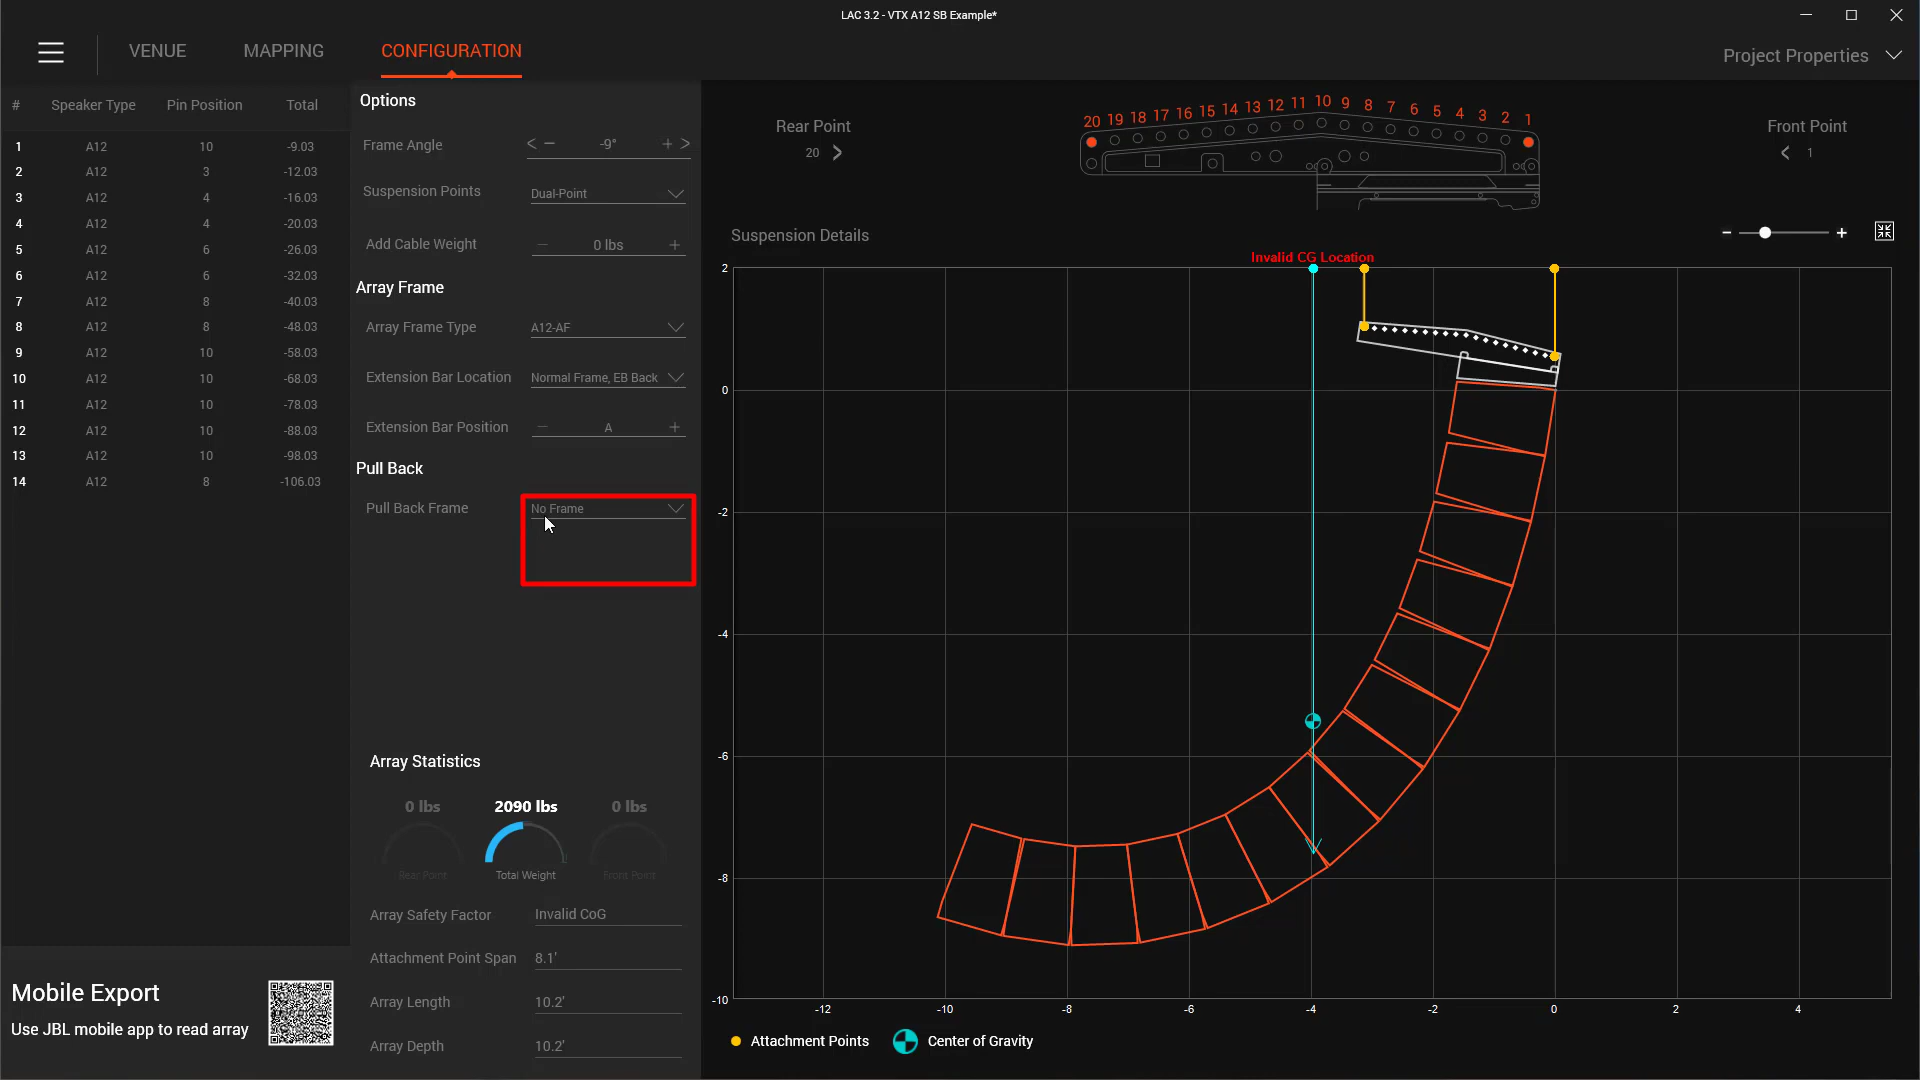 LAC 3.2 - VTX A12 SB Example*
VENUE
MAPPING
CONFIGURATION
Project Properties
# Speaker Type Pin Position Total
1 A12 10 -9.03
2 A12 3 -12.03
3 A12 4 -16.03
4 A12 4 -20.03
5 A12 6 -26.03
6 A12 6 -32.03
7 A12 8 -40.03
8 A12 8 -48.03
9 A12 10 -58.03
10 A12 10 -68.03
11 A12 10 -78.03
12 A12 10 -88.03
13 A12 10 -98.03
14 A12 8 -106.03
Mobile Export
Use JBL mobile app to read array
Options
Frame Angle < − -9° + >
Suspension Points Dual-Point
Add Cable Weight − 0 lbs +
Array Frame
Array Frame Type A12-AF
Extension Bar Location Normal Frame, EB Back
Extension Bar Position − A +
Pull Back
Pull Back Frame No Frame
Array Statistics
0 lbs 2090 lbs 0 lbs
Rear Point Total Weight Front Point
Array Safety Factor Invalid CoG
Attachment Point Span 8.1'
Array Length 10.2'
Array Depth 10.2'
Rear Point
20 >
20 19 18 17 16 15 14 13 12 11 10 9 8 7 6 5 4 3 2 1
Front Point
< 1
Suspension Details
− +
Invalid CG Location
2
0
-2
-4
-6
-8
-10
-12 -10 -8 -6 -4 -2 0 2 4
Attachment Points
Center of Gravity